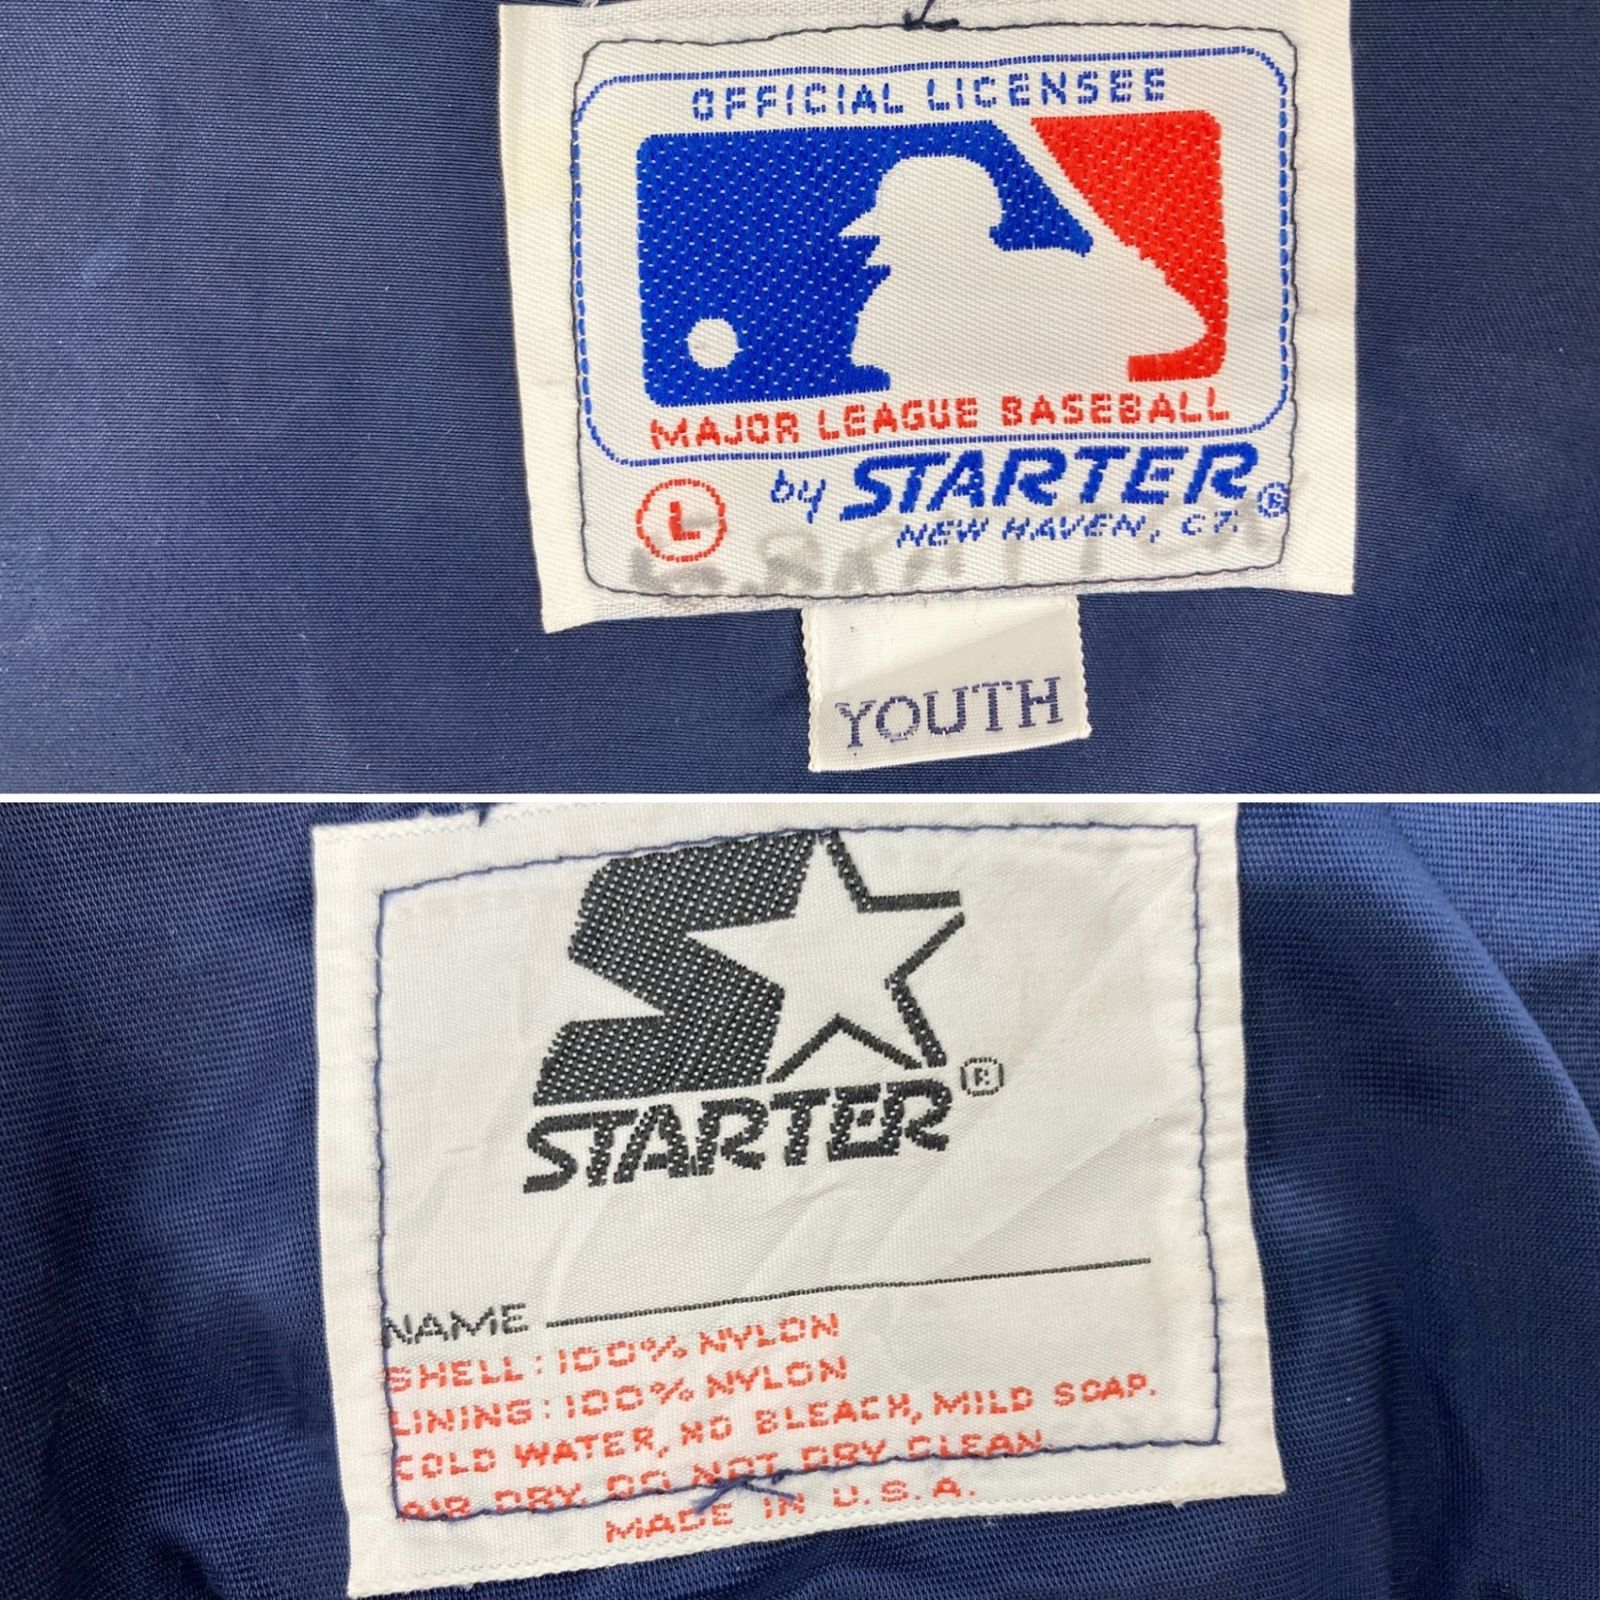 OFFICIAL LICENSEE
MAJOR LEAGUE BASEBALL
L by STARTER ®
NEW HAVEN, CT.
YOUTH
STARTER ®
NAME
SHELL: 100% NYLON
LINING: 100% NYLON
COLD WATER, NO BLEACH, MILD SOAP.
AIR DRY. DO NOT DRY CLEAN.
MADE IN U.S.A.